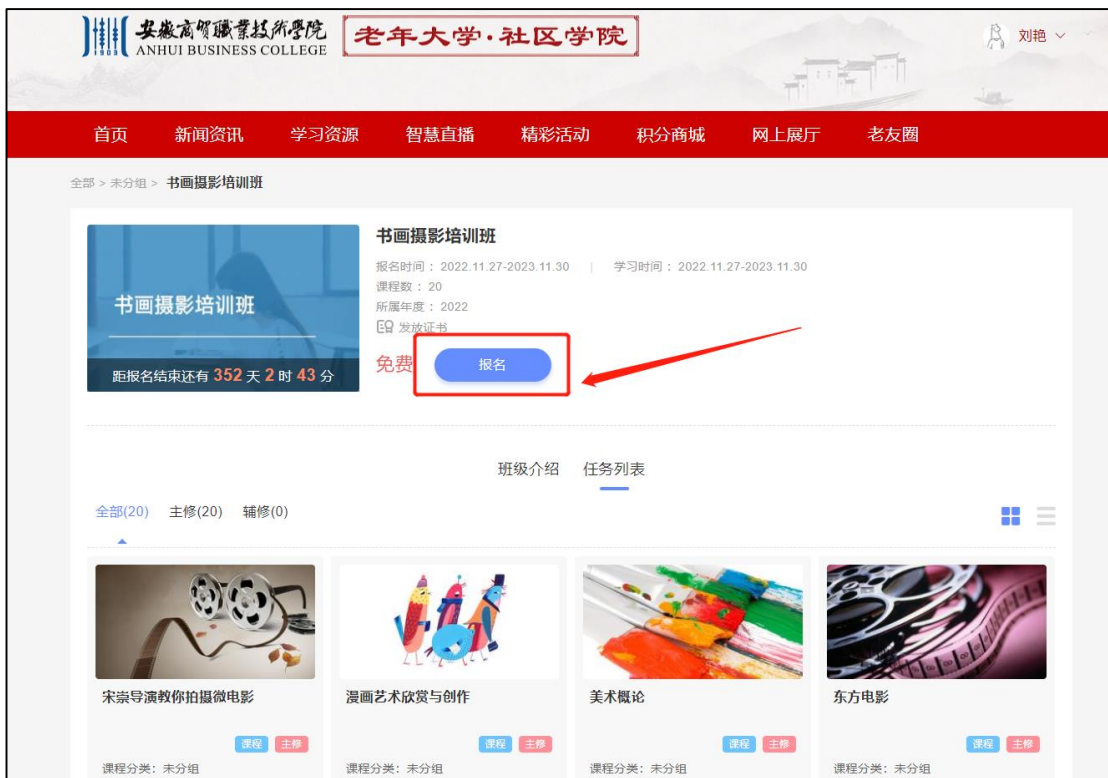 1903
安徽商贸職業技術學院
ANHUI BUSINESS COLLEGE
老年大学·社区学院
刘艳
首页 新闻资讯 学习资源 智慧直播 精彩活动 积分商城 网上展厅 老友圈
全部 > 未分组 > 书画摄影培训班
书画摄影培训班
距报名结束还有 352 天 2 时 43 分
书画摄影培训班
报名时间： 2022.11.27-2023.11.30 | 学习时间： 2022.11.27-2023.11.30
课程数： 20
所属年度： 2022
发放证书
免费 报名
班级介绍 任务列表
全部(20) 主修(20) 辅修(0)
宋崇导演教你拍摄微电影 漫画艺术欣赏与创作 美术概论 东方电影
课程 主修 课程 主修 课程 主修 课程 主修
课程分类：未分组 课程分类：未分组 课程分类：未分组 课程分类：未分组